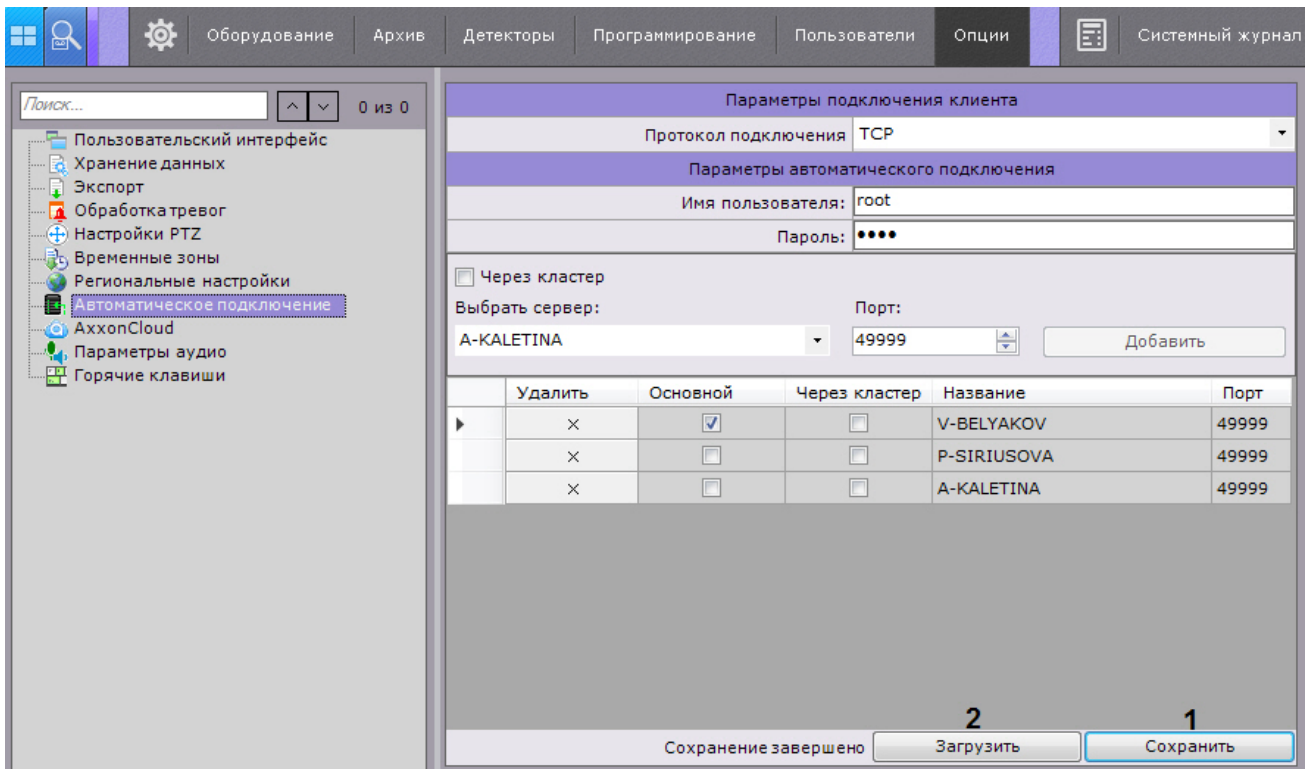 Оборудование Архив Детекторы Программирование Пользователи Опции Системный журнал
Поиск... 0 из 0
Пользовательский интерфейс
Хранение данных
Экспорт
Обработка тревог
Настройки PTZ
Временные зоны
Региональные настройки
Автоматическое подключение
AxxonCloud
Параметры аудио
Горячие клавиши
Параметры подключения клиента
Протокол подключения TCP
Параметры автоматического подключения
Имя пользователя: root
Пароль: ●●●●
Через кластер
Выбрать сервер: Порт:
A-KALETINA 49999 Добавить
Удалить Основной Через кластер Название Порт
× V-BELYAKOV 49999
× P-SIRIUSOVA 49999
× A-KALETINA 49999
2 1
Сохранение завершено Загрузить Сохранить